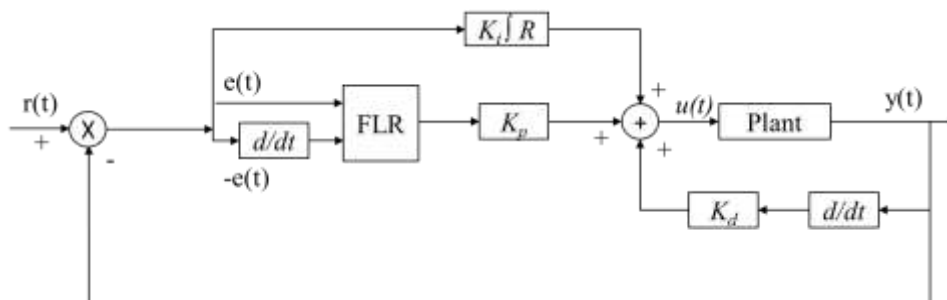 K_i ∫ R
e(t)
r(t)
+
X
-
d/dt
-e(t)
FLR
K_p
+
+
+
+
u(t)
Plant
y(t)
K_d
d/dt